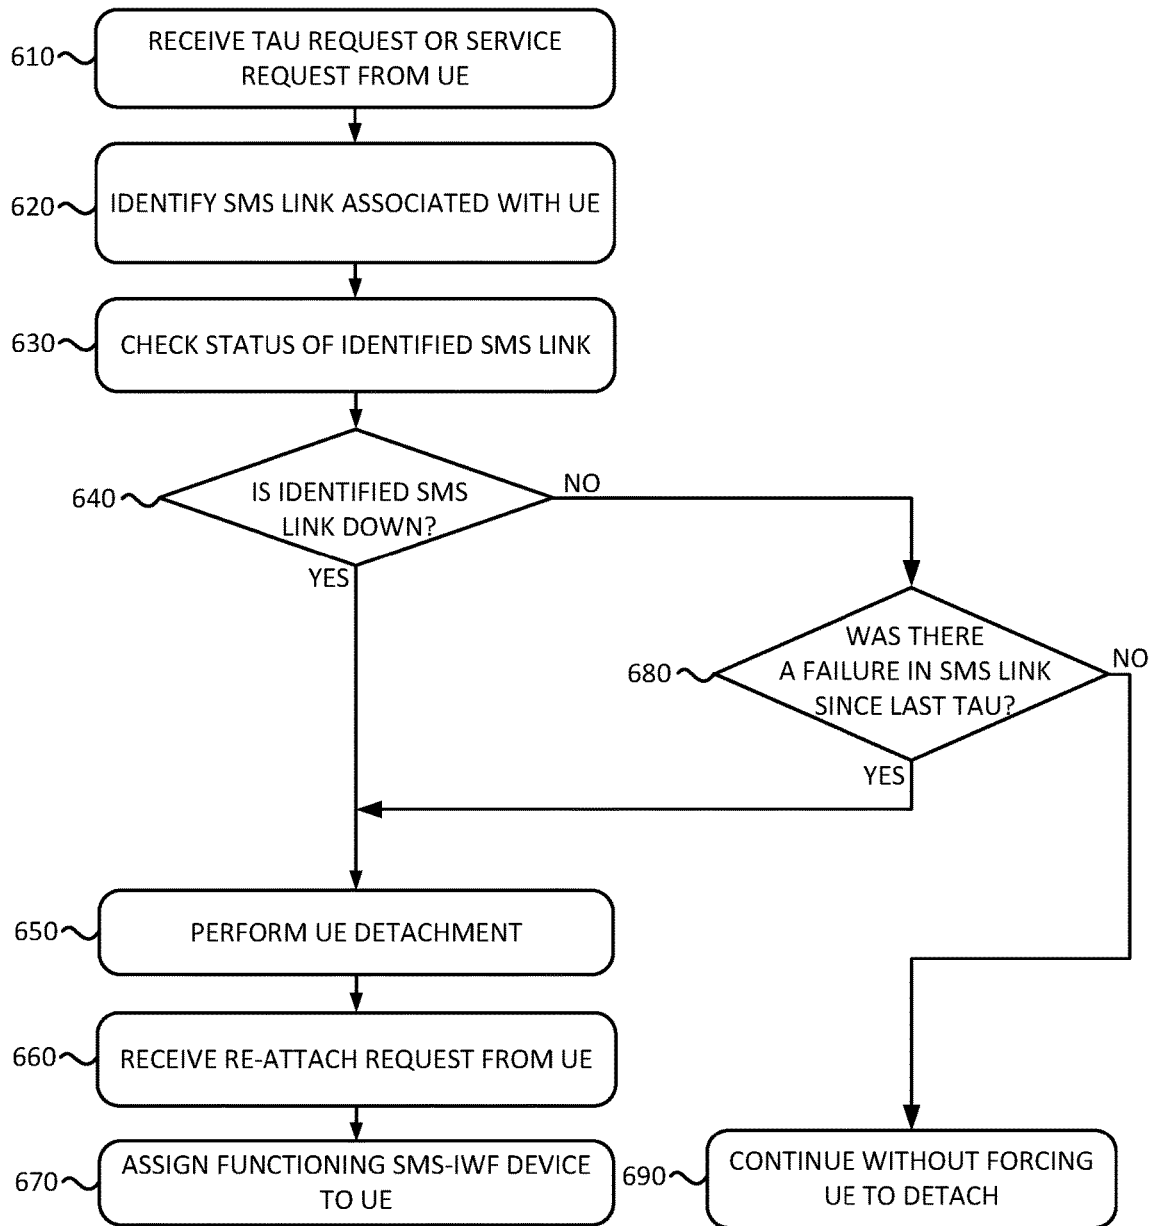 610
RECEIVE TAU REQUEST OR SERVICE
REQUEST FROM UE
620
IDENTIFY SMS LINK ASSOCIATED WITH UE
630
CHECK STATUS OF IDENTIFIED SMS LINK
640
IS IDENTIFIED SMS
LINK DOWN?
NO
YES
680
WAS THERE
A FAILURE IN SMS LINK
SINCE LAST TAU?
NO
YES
650
PERFORM UE DETACHMENT
660
RECEIVE RE-ATTACH REQUEST FROM UE
670
ASSIGN FUNCTIONING SMS-IWF DEVICE
TO UE
690
CONTINUE WITHOUT FORCING
UE TO DETACH